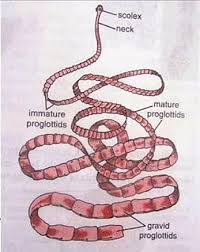 scolex
neck
immature
proglottids
mature
proglottids
gravid
proglottids